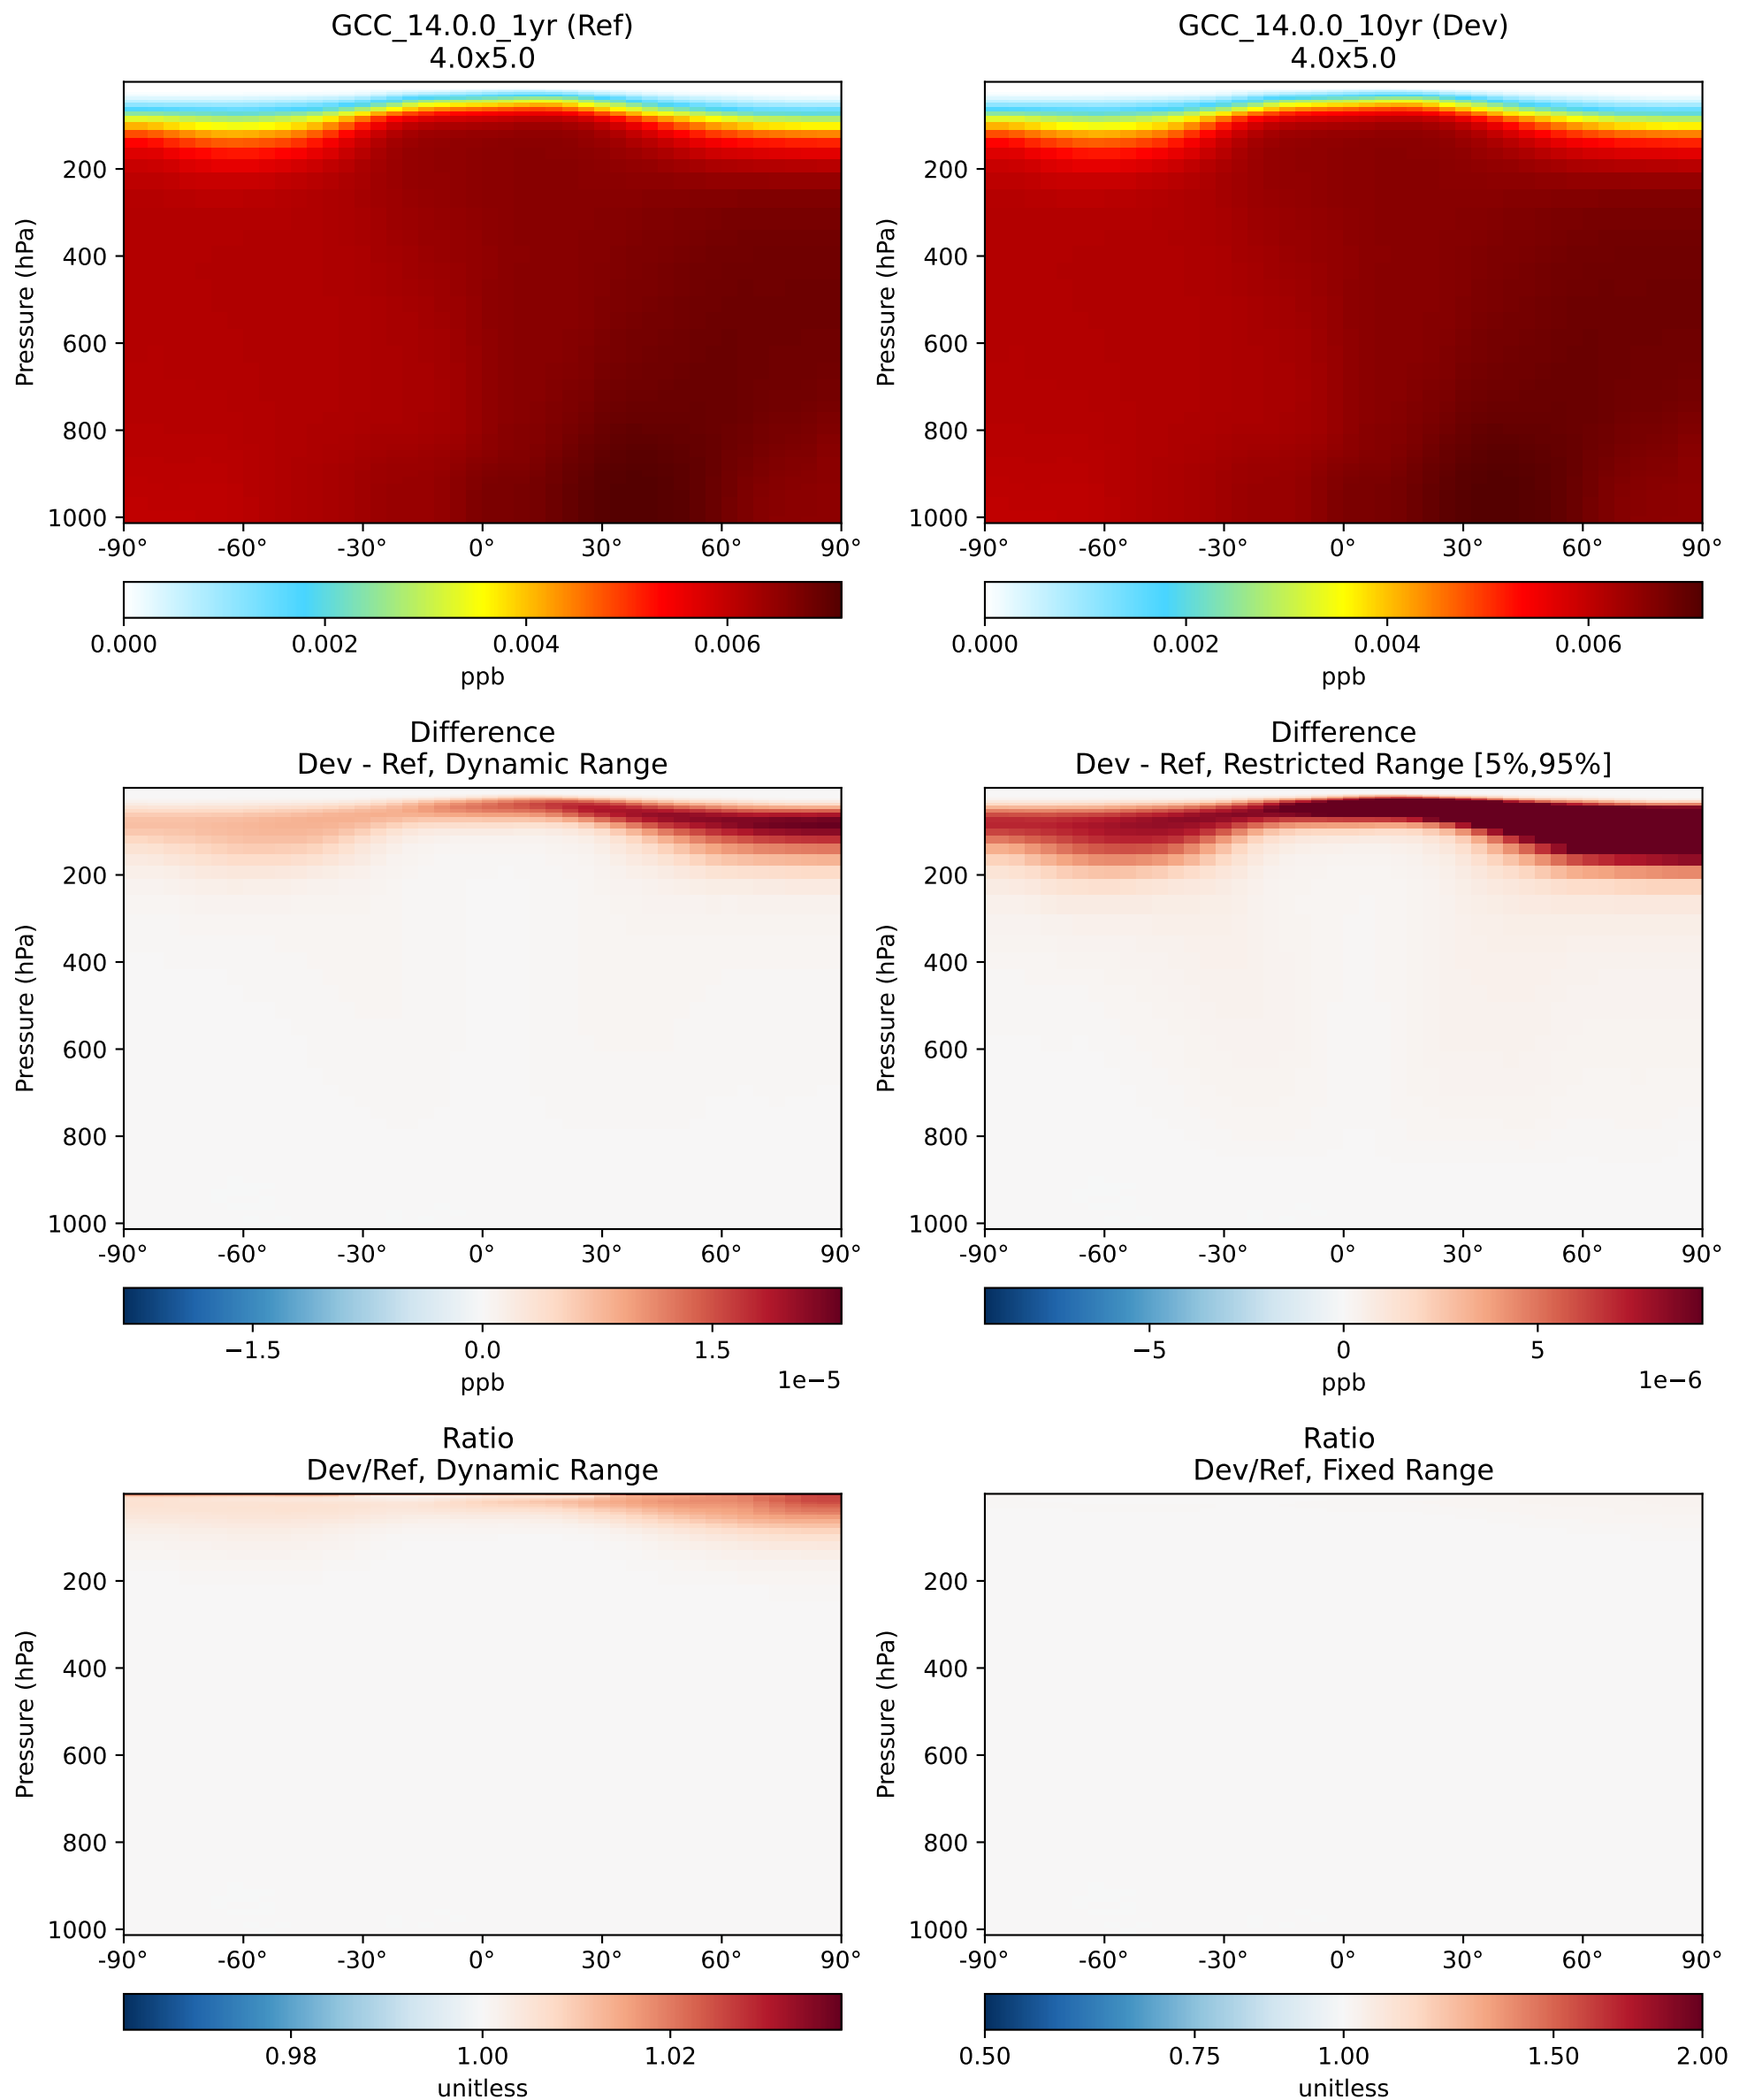 GCC_14.0.0_1yr (Ref)
4.0x5.0
Pressure (hPa)
200
400
600
800
1000
-90° -60° -30° 0° 30° 60° 90°
0.000 0.002 0.004 0.006
ppb
GCC_14.0.0_10yr (Dev)
4.0x5.0
Pressure (hPa)
200
400
600
800
1000
-90° -60° -30° 0° 30° 60° 90°
0.000 0.002 0.004 0.006
ppb
Difference
Dev - Ref, Dynamic Range
Pressure (hPa)
200
400
600
800
1000
-90° -60° -30° 0° 30° 60° 90°
−1.5 0.0 1.5
ppb 1e−5
Difference
Dev - Ref, Restricted Range [5%,95%]
Pressure (hPa)
200
400
600
800
1000
-90° -60° -30° 0° 30° 60° 90°
−5 0 5
ppb 1e−6
Ratio
Dev/Ref, Dynamic Range
Pressure (hPa)
200
400
600
800
1000
-90° -60° -30° 0° 30° 60° 90°
0.98 1.00 1.02
unitless
Ratio
Dev/Ref, Fixed Range
Pressure (hPa)
200
400
600
800
1000
-90° -60° -30° 0° 30° 60° 90°
0.50 0.75 1.00 1.50 2.00
unitless